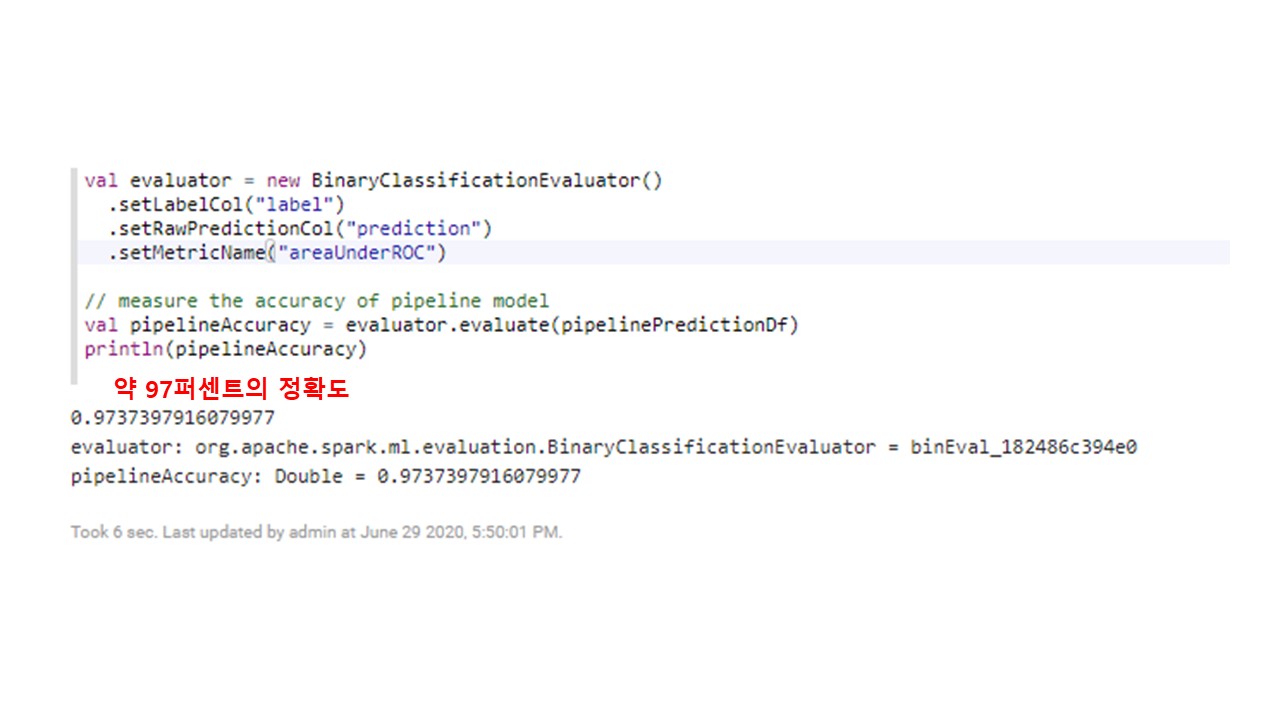 val evaluator = new BinaryClassificationEvaluator()
.setLabelCol("label")
.setRawPredictionCol("prediction")
.setMetricName("areaUnderROC")
// measure the accuracy of pipeline model
val pipelineAccuracy = evaluator.evaluate(pipelinePredictionDf)
println(pipelineAccuracy)
약 97퍼센트의 정확도
0.9737397916079977
evaluator: org.apache.spark.ml.evaluation.BinaryClassificationEvaluator = binEval_182486c394e0
pipelineAccuracy: Double = 0.9737397916079977
Took 6 sec. Last updated by admin at June 29 2020, 5:50:01 PM.